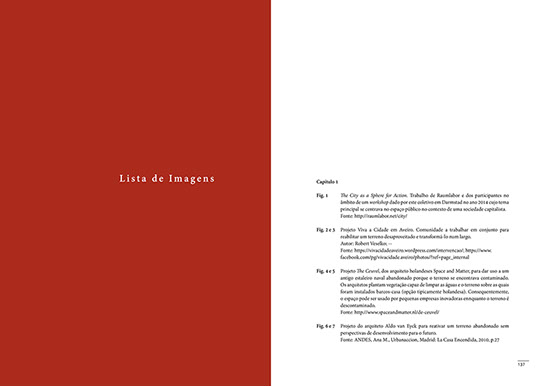 Lista de Imagens
Capítulo 1
Fig. 1 The City as a Sphere for Action. Trabalho de Raumlabor e dos participantes no
âmbito de um workshop dado por este coletivo em Darmstad no ano 2014 cujo tema
principal se centrava no espaço público no contexto de uma sociedade capitalista.
Fonte: http://raumlabor.net/city/
Fig. 2 e 3 Projeto Viva a Cidade em Aveiro. Comunidade a trabalhar em conjunto para
reabilitar um terreno desaproveitado e transformá-lo num largo.
Autor: Robert Vesellus —
Fonte: https://vivacidadeaveiro.wordpress.com/intervencao/; https://www.
facebook.com/pg/vivacidade.aveiro/photos/?ref=page_internal
Fig. 4 e 5 Projeto The Ceuvel, dos arquiteto holandeses Space and Matter, para dar uso a um
antigo estaleiro naval abandonado porque o terreno se encontrava contaminado.
Os arquitetos plantam vegetação capaz de limpar as águas e o terreno sobre as quais
foram instalados barcos-casa (opção tipicamente holandesa). Consequentemente,
o espaço pode ser usado por pequenas empresas inovadoras enquanto o terreno é
descontaminado.
Fonte: http://www.spaceandmatter.nl/de-ceuvel/
Fig. 6 e 7 Projeto do arquiteto Aldo van Eyck para reativar um terreno abandonado sem
perspectivas de desenvolvimento para o futuro.
Fonte: ANDES, Ana M., Urbanaccion, Madrid: La Casa Encendida, 2010, p.27
137